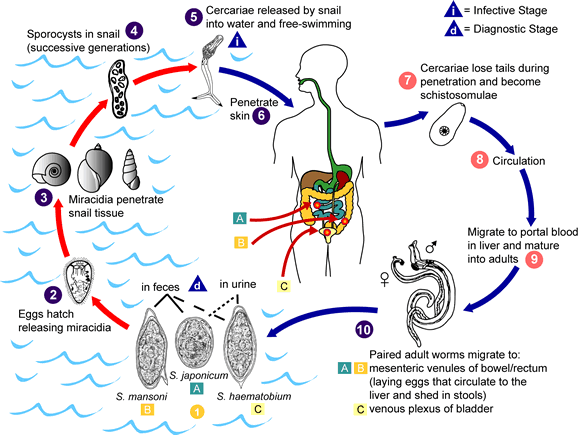 i = Infective Stage
d = Diagnostic Stage
5 Cercariae released by snail
into water and free-swimming
i
4
Sporocysts in snail
(successive generations)
Penetrate
skin 6
7 Cercariae lose tails during
penetration and become
schistosomulae
8 Circulation
3
Miracidia penetrate
snail tissue
A
B
C
Migrate to portal blood
in liver and mature
into adults 9
♂
♀
2
Eggs hatch
releasing miracidia
in feces d in urine
S. japonicum
A
S. mansoni
B
1
S. haematobium
C
10
Paired adult worms migrate to:
A B mesenteric venules of bowel/rectum
(laying eggs that circulate to the
liver and shed in stools)
C venous plexus of bladder